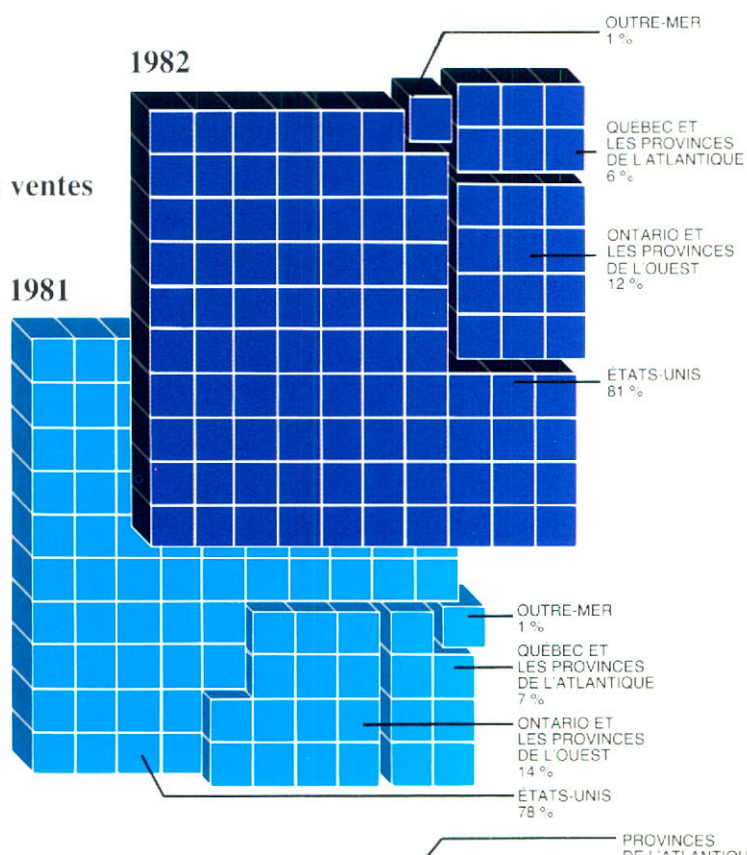 OUTRE-MER
1 %
1982
QUÉBEC ET
LES PROVINCES
DE L'ATLANTIQUE
6 %
ventes
ONTARIO ET
LES PROVINCES
DE L'OUEST
12 %
1981
ÉTATS-UNIS
81 %
OUTRE-MER
1 %
QUÉBEC ET
LES PROVINCES
DE L'ATLANTIQUE
7 %
ONTARIO ET
LES PROVINCES
DE L'OUEST
14 %
ÉTATS-UNIS
78 %
PROVINCES
DE L'ATLANTIQUE